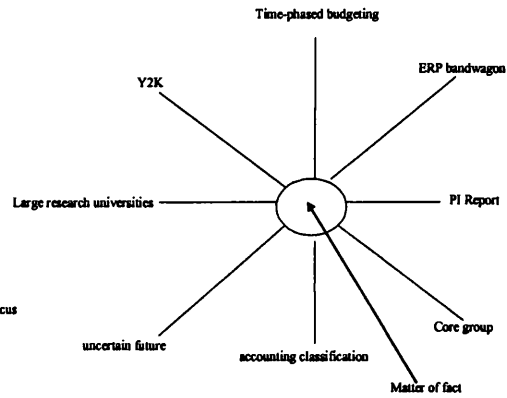 Time-phased budgeting
ERP bandwagon
Y2K
Large research universities
PI Report
cus
Core group
uncertain future
accounting classification
Matter of fact